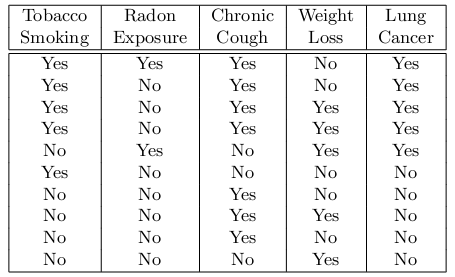 Tobacco Radon Chronic Weight Lung
Smoking Exposure Cough Loss Cancer
Yes Yes Yes No Yes
Yes No Yes No Yes
Yes No Yes Yes Yes
Yes No Yes Yes Yes
No Yes No Yes Yes
Yes No No No No
No No Yes No No
No No Yes Yes No
No No Yes No No
No No No Yes No